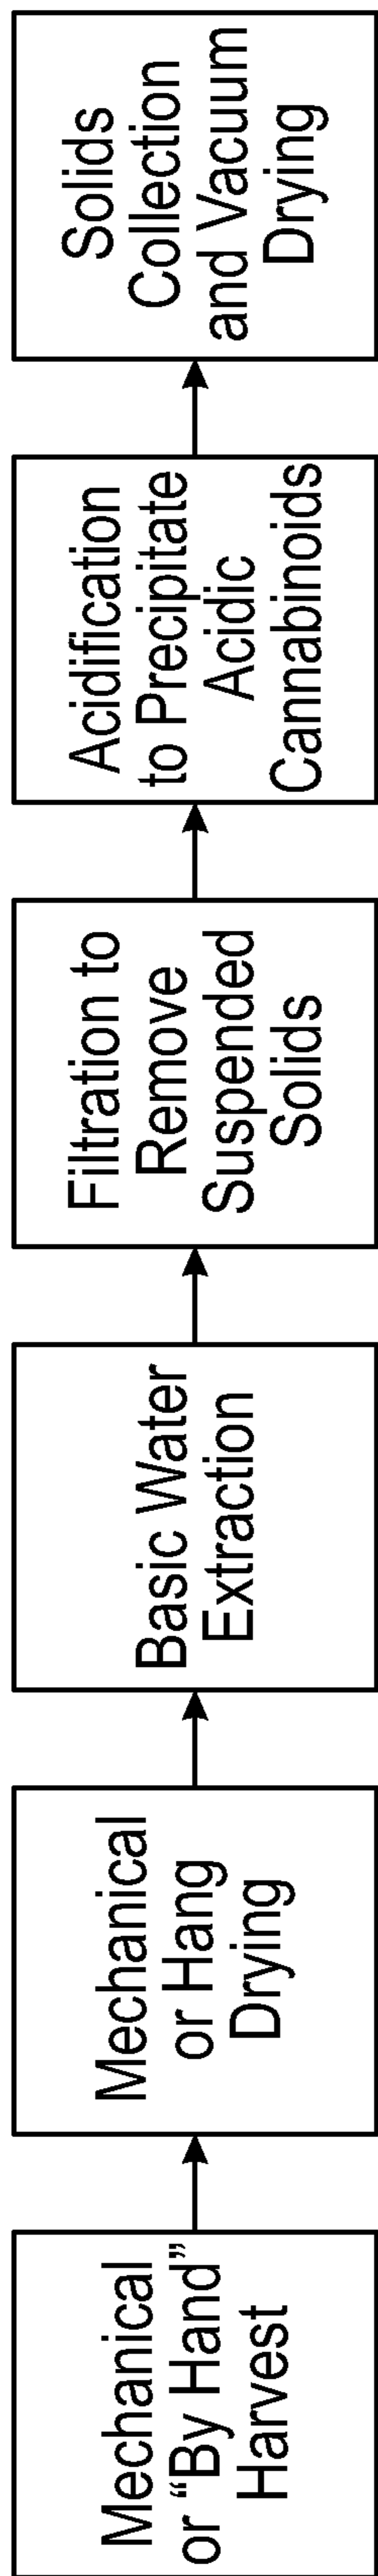 Mechanical
or “By Hand”
Harvest
Mechanical
or Hang
Drying
Basic Water
Extraction
Filtration to
Remove
Suspended
Solids
Acidification
to Precipitate
Acidic
Cannabinoids
Solids
Collection
and Vacuum
Drying